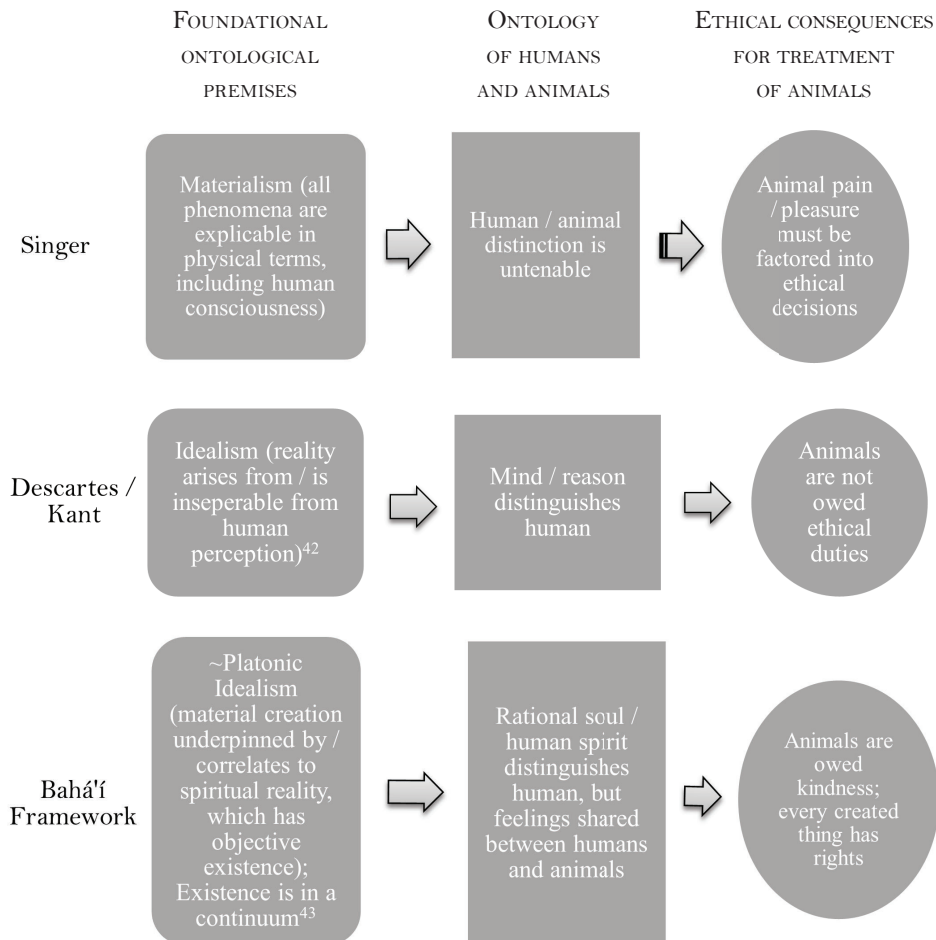 FOUNDATIONAL
ONTOLOGICAL
PREMISES
ONTOLOGY
OF HUMANS
AND ANIMALS
ETHICAL CONSEQUENCES
FOR TREATMENT
OF ANIMALS
Singer
Materialism (all
phenomena are
explicable in
physical terms,
including human
consciousness)
Human / animal
distinction is
untenable
Animal pain
/ pleasure
must be
factored into
ethical
decisions
Descartes /
Kant
Idealism (reality
arises from / is
inseperable from
human
perception)42
Mind / reason
distinguishes
human
Animals
are not
owed
ethical
duties
Bahá'í
Framework
~Platonic
Idealism
(material creation
underpinned by /
correlates to
spiritual reality,
which has
objective
existence);
Existence is in a
continuum43
Rational soul /
human spirit
distinguishes
human, but
feelings shared
between humans
and animals
Animals are
owed
kindness;
every created
thing has
rights